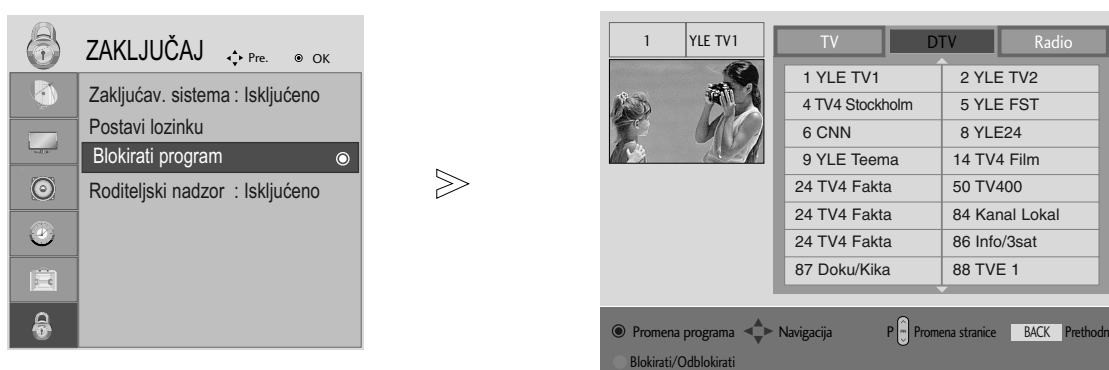 ZAKLJUČAJ Pre. OK
Zakljućav. sistema : Iskljućeno
Postavi lozinku
Blokirati program
Roditeljski nadzor : Iskljućeno
1 YLE TV1
TV DTV Radio
1 YLE TV1 2 YLE TV2
4 TV4 Stockholm 5 YLE FST
6 CNN 8 YLE24
9 YLE Teema 14 TV4 Film
24 TV4 Fakta 50 TV400
24 TV4 Fakta 84 Kanal Lokal
24 TV4 Fakta 86 Info/3sat
87 Doku/Kika 88 TVE 1
Promena programa Navigacija P Promena stranice BACK Prethodn
Blokirati/Odblokirati